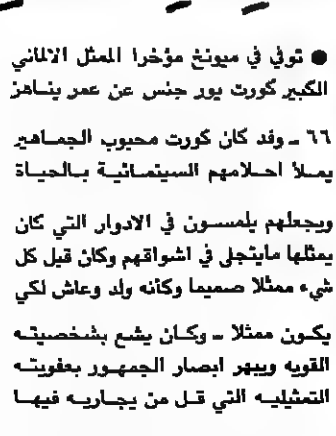 ● توفي في ميونخ مؤخرا الممثل الالماني
الكبير كورت يور جنس عن عمر يناهز
٦٦ ـ وقد كان كورت محبوب الجماهير
يملأ احلامهم السينمائية بالحياة
ويجعلهم يلمسون في الادوار التي كان
يمثلها مايتجلى في اشواقهم وكان قبل كل
شيء ممثلا صميما وكأنه ولد وعاش لكي
يكون ممثلا ـ وكان يشع بشخصيته
القويه ويبهر ابصار الجمهور بعفويته
التمثيليه التي قل من يجاريه فيها